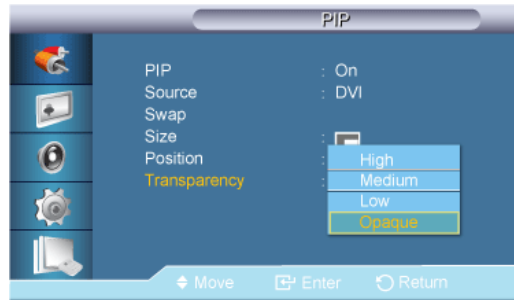 PIP
PIP : On
Source : DVI
Swap
Size :
Position :
Transparency :
High
Medium
Low
Opaque
Move Enter Return